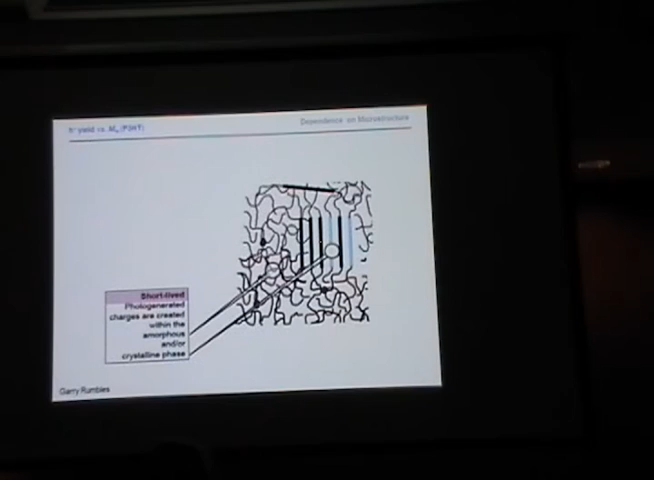 h⁺ yield vs. Mₙ (P3HT)
Dependence on Microstructure
Short-lived
Photogenerated
charges are created
within the
amorphous
and/or
crystalline phase
Garry Rumbles